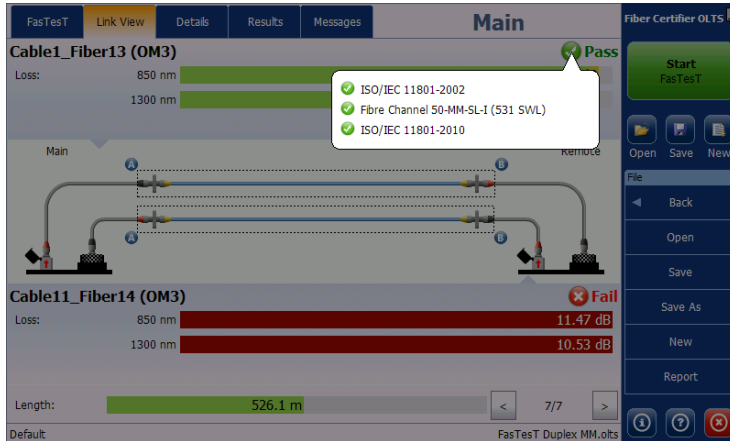 FasTesT
Link View
Details
Results
Messages
Main
Fiber Certifier OLTS
Cable1_Fiber13 (OM3)
Pass
Loss:
850 nm
1300 nm
ISO/IEC 11801-2002
Fibre Channel 50-MM-SL-I (531 SWL)
ISO/IEC 11801-2010
Start
FasTesT
Open
Save
New
Main
Remote
A
B
A
B
File
Back
Open
Save
Save As
New
Report
Cable11_Fiber14 (OM3)
Fail
Loss:
850 nm
11.47 dB
1300 nm
10.53 dB
Length:
526.1 m
<
7/7
>
Default
FasTesT Duplex MM.olts